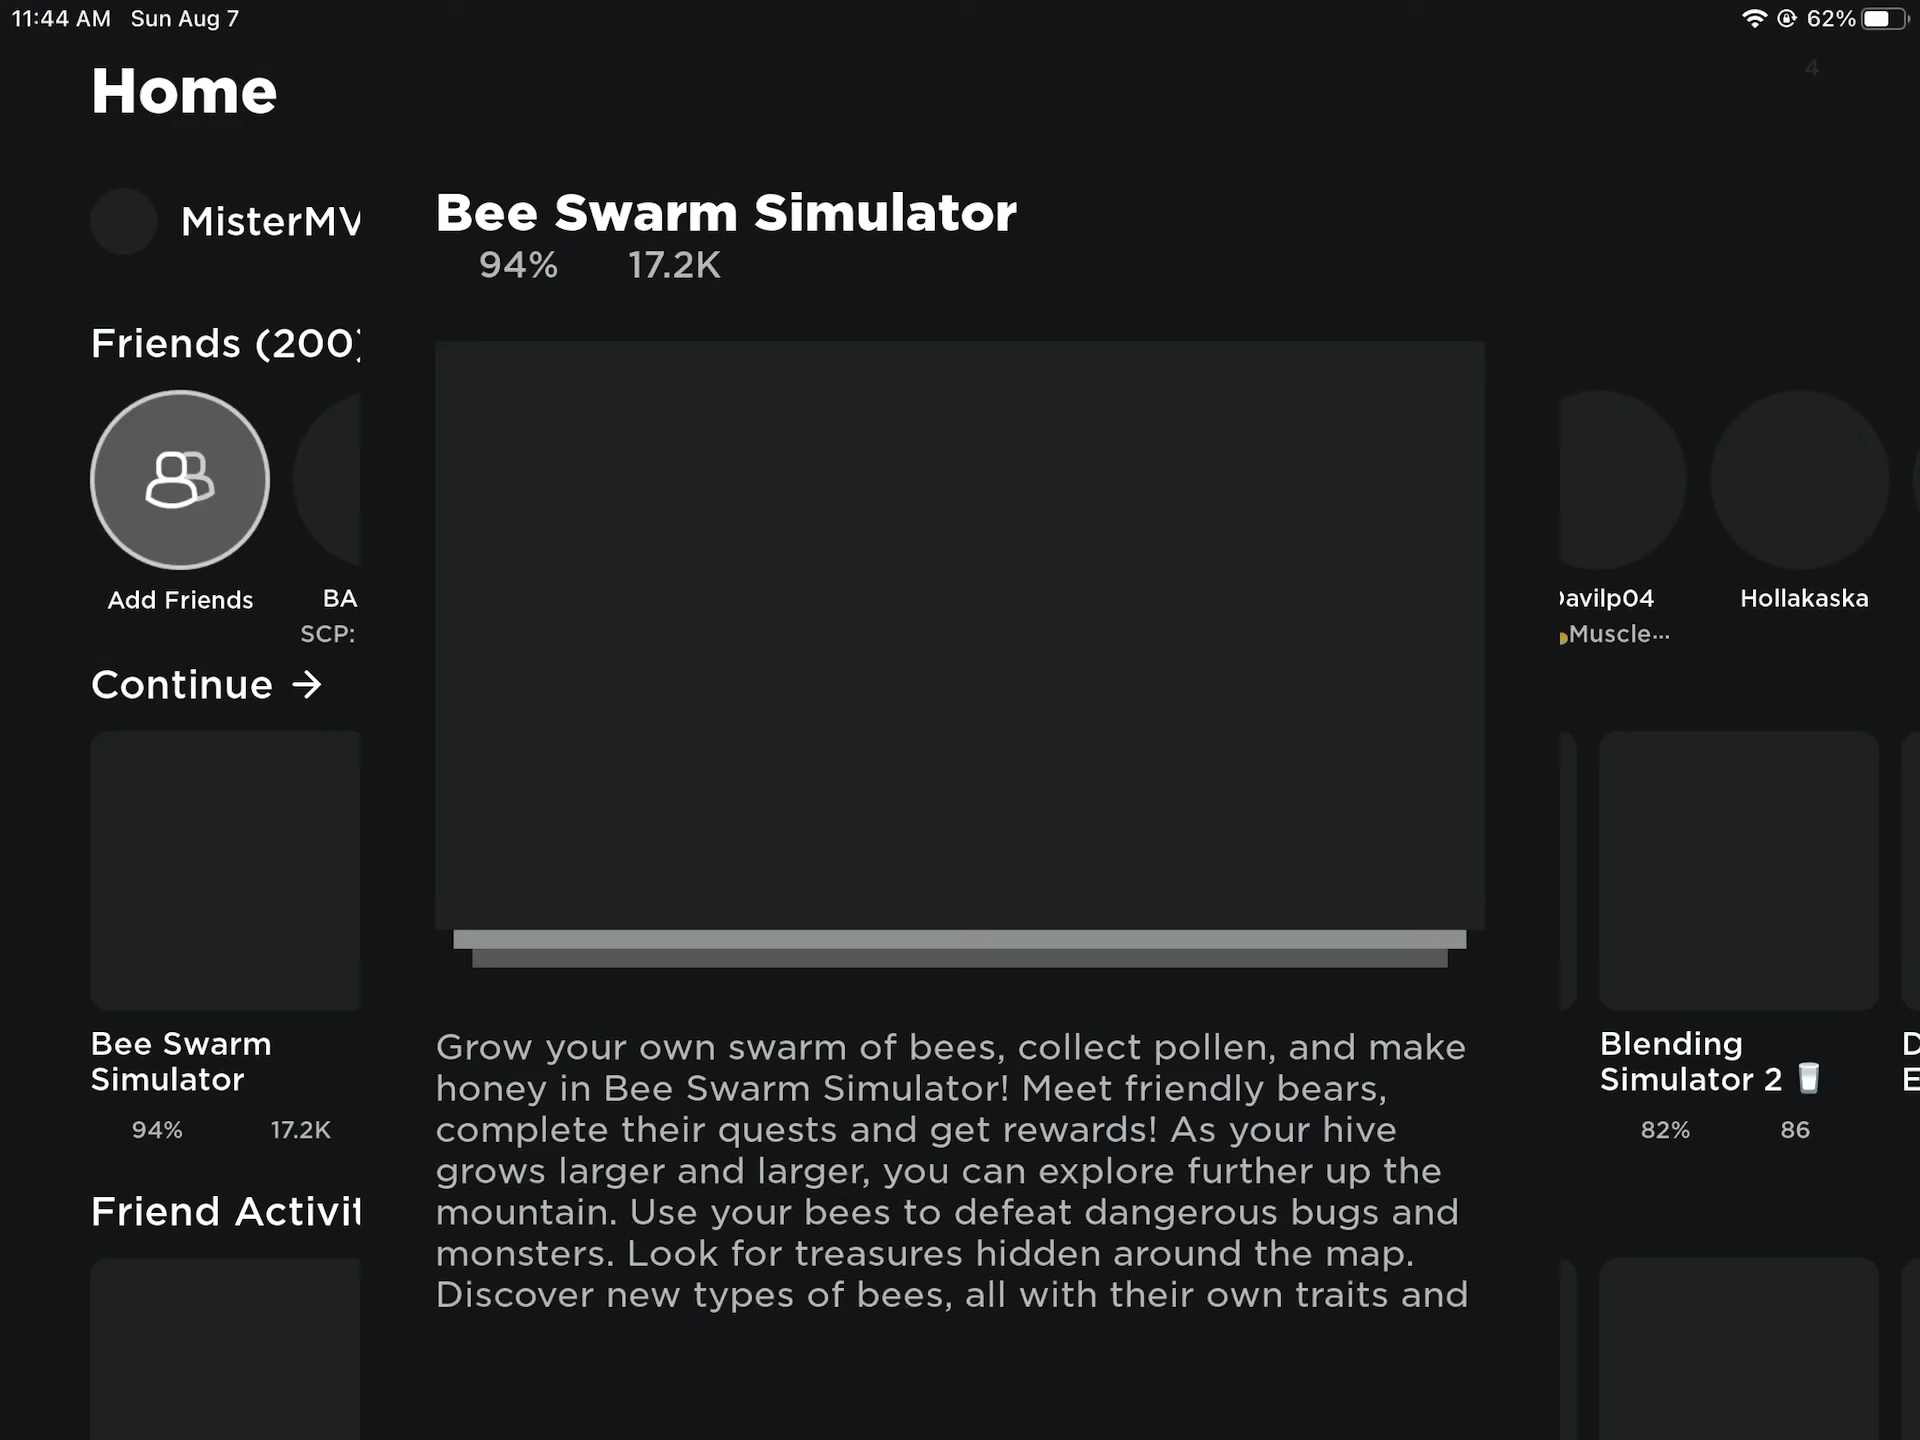 11:44 AM Sun Aug 7
62%
4
Home
MisterMV
Friends (200)
Add Friends
BA
SCP:
Continue →
Bee Swarm
Simulator
94% 17.2K
Friend Activit
Bee Swarm Simulator
94% 17.2K
Grow your own swarm of bees, collect pollen, and make
honey in Bee Swarm Simulator! Meet friendly bears,
complete their quests and get rewards! As your hive
grows larger and larger, you can explore further up the
mountain. Use your bees to defeat dangerous bugs and
monsters. Look for treasures hidden around the map.
Discover new types of bees, all with their own traits and
Davilp04
Muscle...
Hollakaska
Blending
Simulator 2 🥛
82% 86
D
E